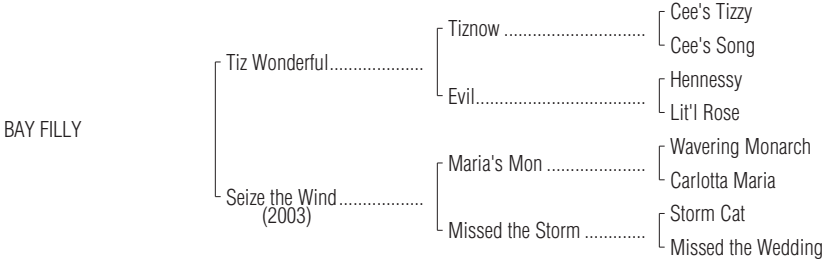 Cee's Tizzy
Tiznow ..............................
Cee's Song
Tiz Wonderful....................
Hennessy
Evil....................................
Lit'l Rose
BAY FILLY
Wavering Monarch
Maria's Mon .....................
Carlotta Maria
Seize the Wind..................
(2003)
Storm Cat
Missed the Storm .............
Missed the Wedding